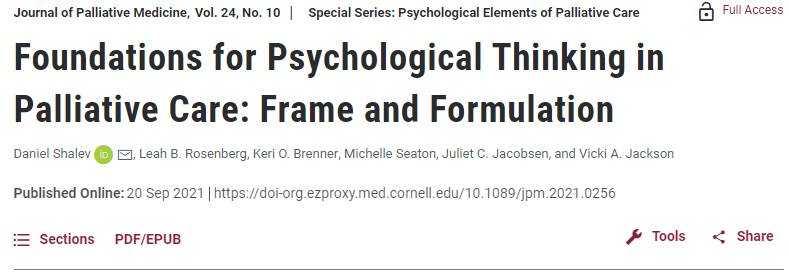 Journal of Palliative Medicine, Vol. 24, No. 10 | Special Series: Psychological Elements of Palliative Care Full Access
Foundations for Psychological Thinking in
Palliative Care: Frame and Formulation
Daniel Shalev iD , Leah B. Rosenberg, Keri O. Brenner, Michelle Seaton, Juliet C. Jacobsen, and Vicki A. Jackson
Published Online: 20 Sep 2021 | https://doi-org.ezproxy.med.cornell.edu/10.1089/jpm.2021.0256
Sections PDF/EPUB Tools Share